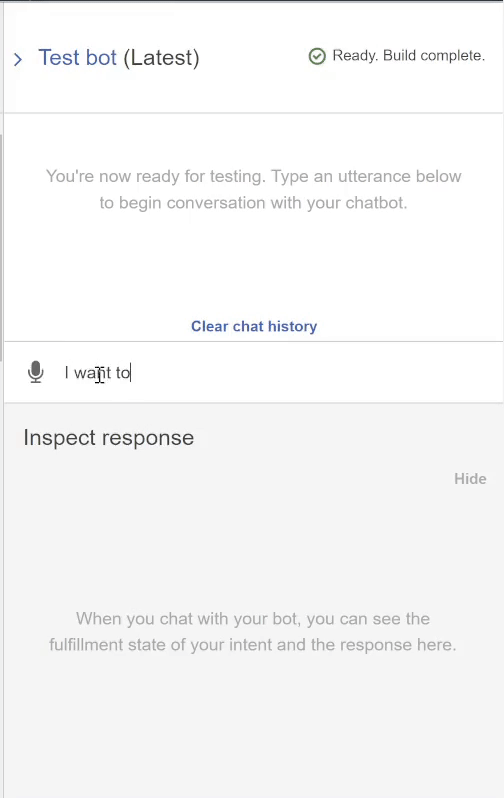 Test bot (Latest)
Ready. Build complete.
You're now ready for testing. Type an utterance below
to begin conversation with your chatbot.
Clear chat history
I want to
Inspect response
Hide
When you chat with your bot, you can see the
fulfillment state of your intent and the response here.